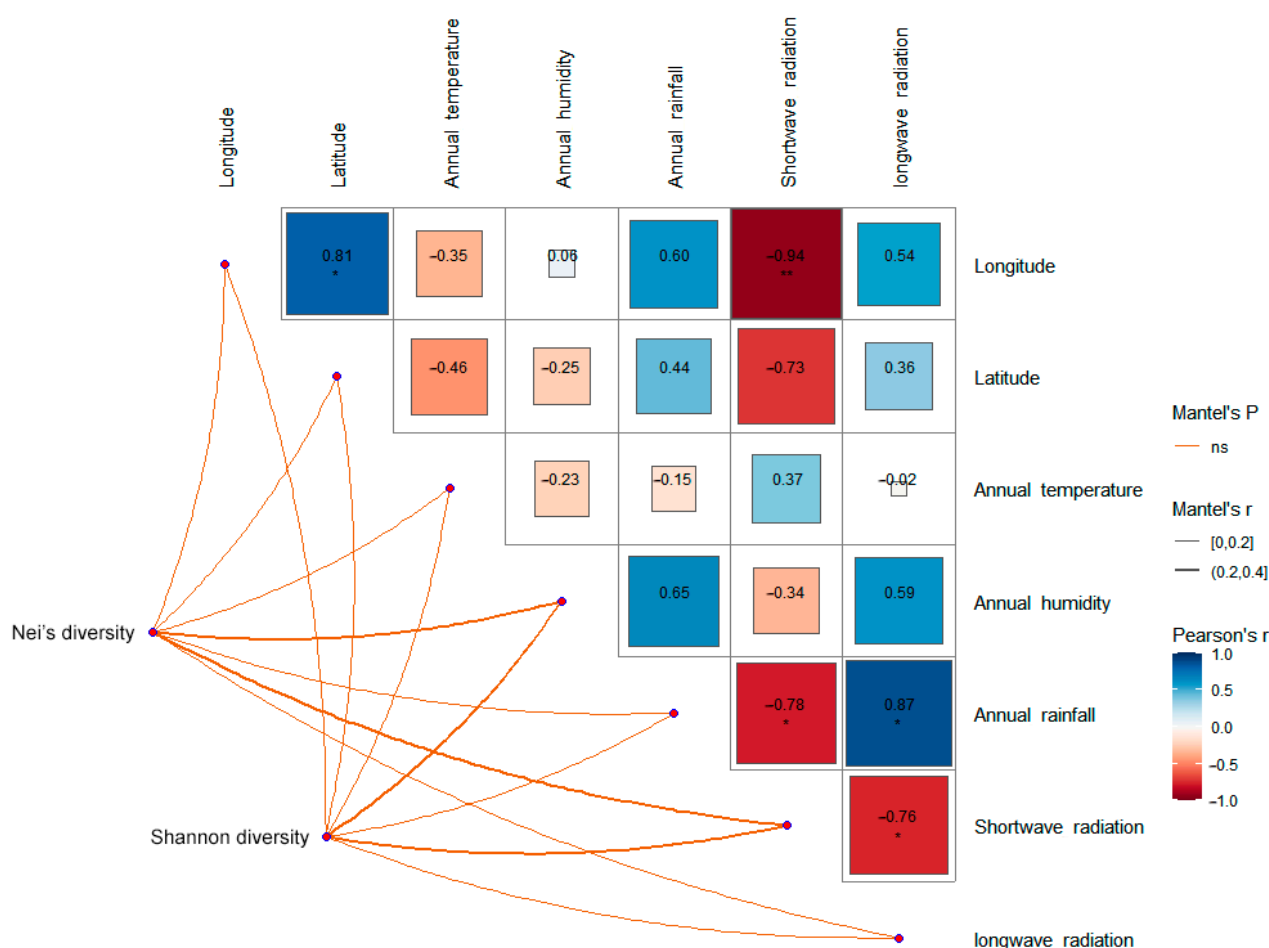 Longitude
Latitude
Annual temperature
Annual humidity
Annual rainfall
Shortwave radiation
longwave radiation
0.81 −0.35 0.06 0.60 −0.94 0.54 Longitude
* **
−0.46 −0.25 0.44 −0.73 0.36 Latitude
−0.23 −0.15 0.37 −0.02 Annual temperature
0.65 −0.34 0.59 Annual humidity
−0.78 0.87 Annual rainfall
* *
−0.76 Shortwave radiation
*
longwave radiation
Nei's diversity
Shannon diversity
Mantel's P
ns
Mantel's r
[0,0.2]
(0.2,0.4]
Pearson's r
1.0
0.5
0.0
−0.5
−1.0